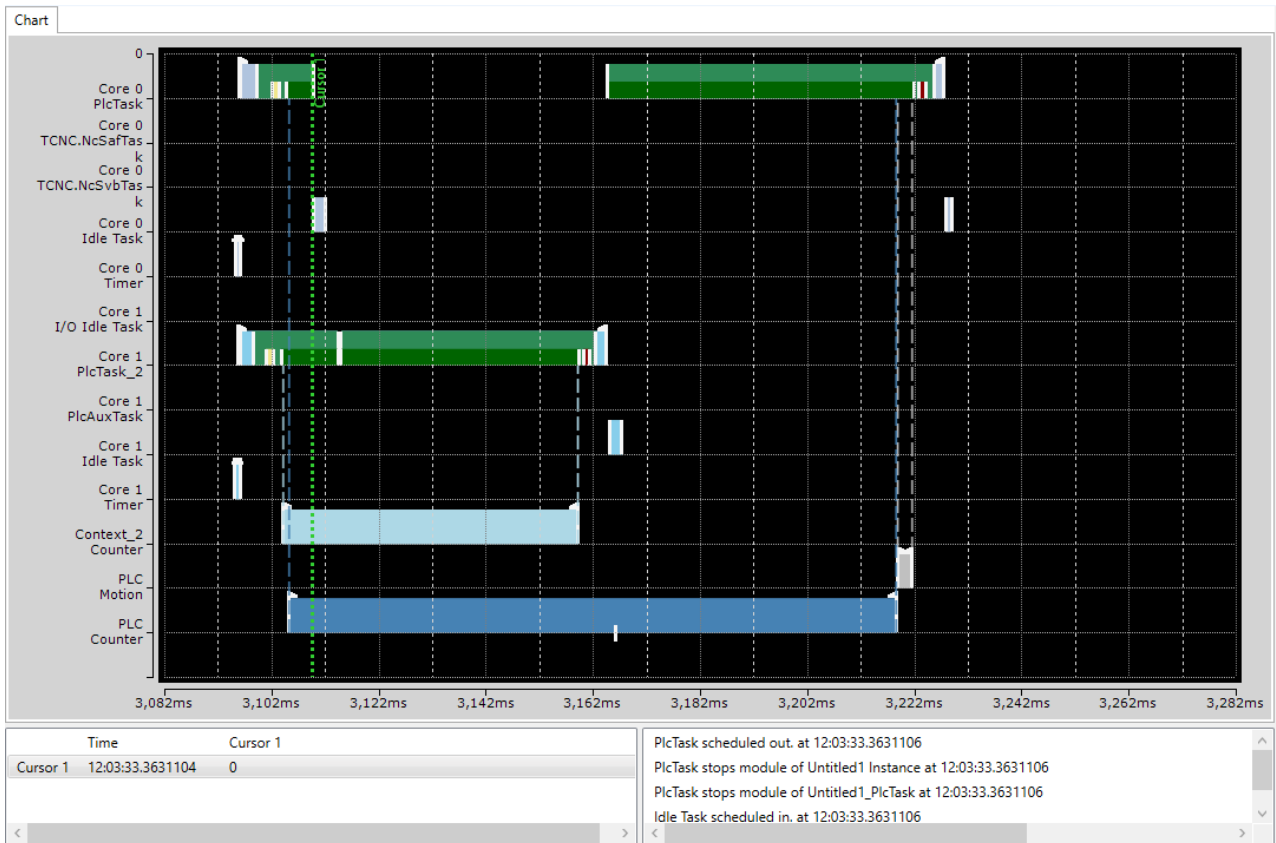 Chart
0
Core 0
PlcTask
Core 0
TCNC.NcSafTas
k
Core 0
TCNC.NcSvbTas
k
Core 0
Idle Task
Core 0
Timer
Core 1
I/O Idle Task
Core 1
PlcTask_2
Core 1
PlcAuxTask
Core 1
Idle Task
Core 1
Timer
Context_2
Counter
PLC
Motion
PLC
Counter
Cursor 1
3,082ms 3,102ms 3,122ms 3,142ms 3,162ms 3,182ms 3,202ms 3,222ms 3,242ms 3,262ms 3,282ms
Time Cursor 1
Cursor 1 12:03:33.3631104 0
PlcTask scheduled out. at 12:03:33.3631106
PlcTask stops module of Untitled1 Instance at 12:03:33.3631106
PlcTask stops module of Untitled1_PlcTask at 12:03:33.3631106
Idle Task scheduled in. at 12:03:33.3631106